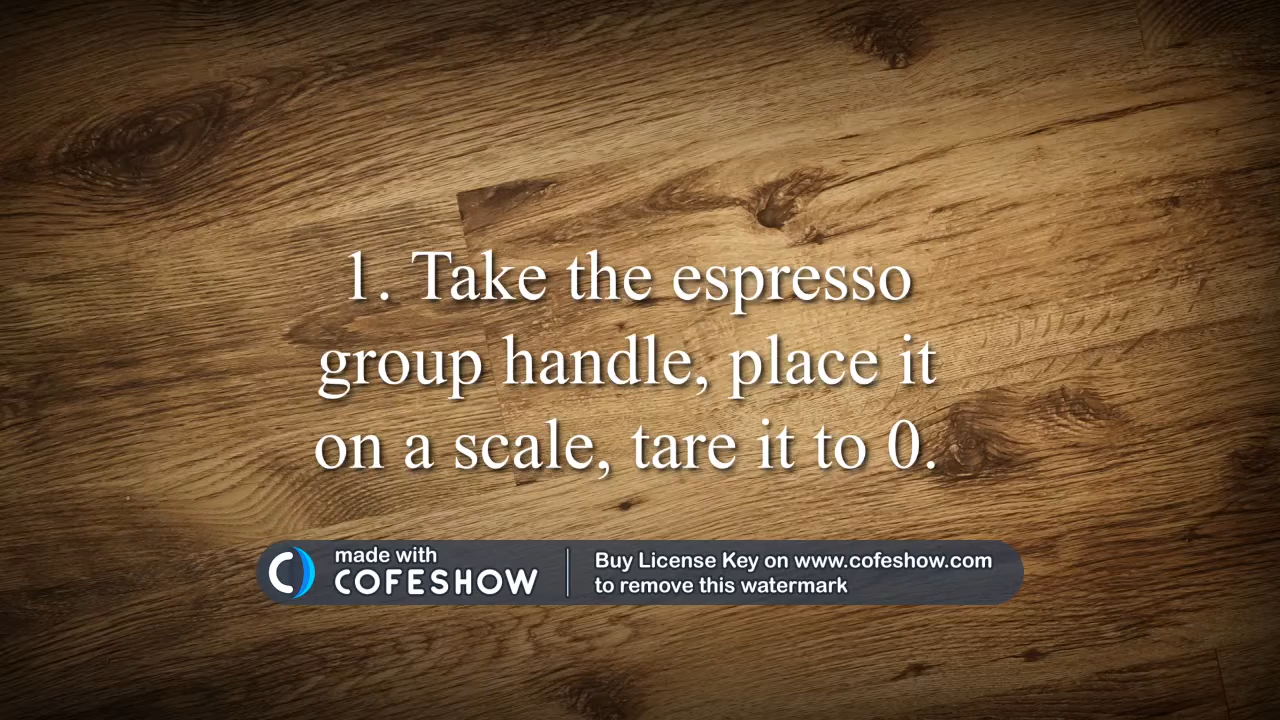 1. Take the espresso
group handle, place it
on a scale, tare it to 0.
made with
COFESHOW
Buy License Key on www.cofeshow.com
to remove this watermark